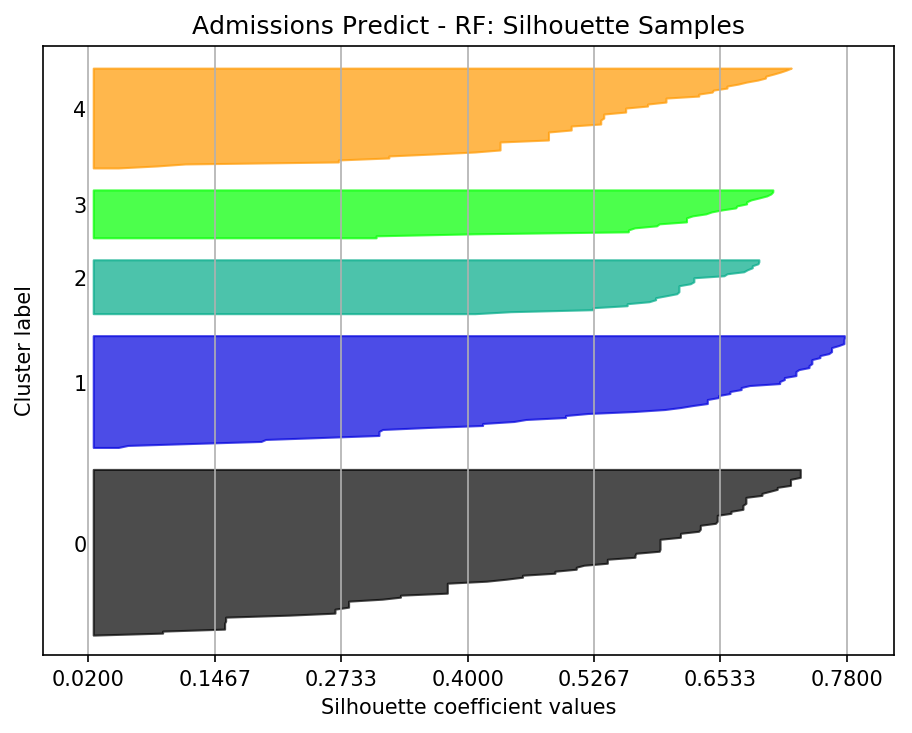 Admissions Predict - RF: Silhouette Samples
4
3
2
1
0
Cluster label
0.0200 0.1467 0.2733 0.4000 0.5267 0.6533 0.7800
Silhouette coefficient values